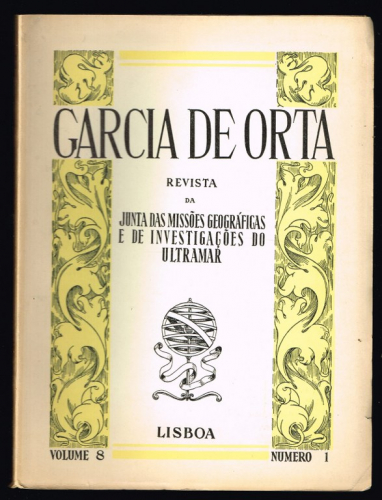 GARCIA DE ORTA
REVISTA
DA
JUNTA DAS MISSÕES GEOGRÁFICAS
E DE INVESTIGAÇÕES DO
ULTRAMAR
LISBOA
VOLUME 8
NUMERO 1